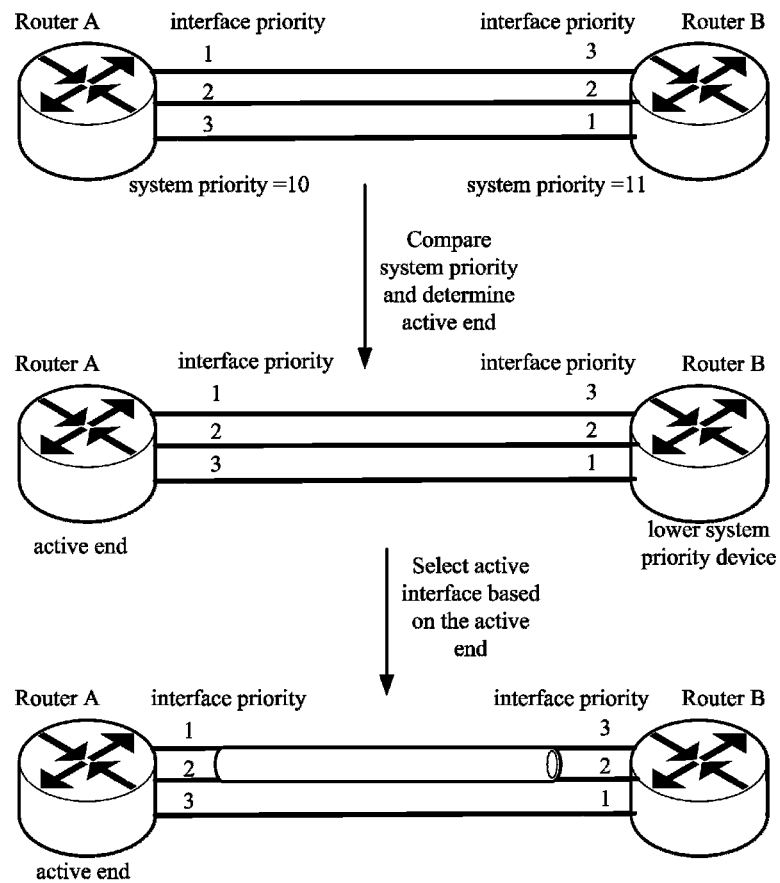 Router A interface priority interface priority Router B
1 3
2 2
3 1
system priority =10 system priority=11
Compare
system priority
and determine
active end
Router A interface priority interface priority Router B
1 3
2 2
3 1
active end
lower system
priority device
Select active
interface based
on the active
end
Router A interface priority interface priority Router B
1 3
2 2
3 1
active end